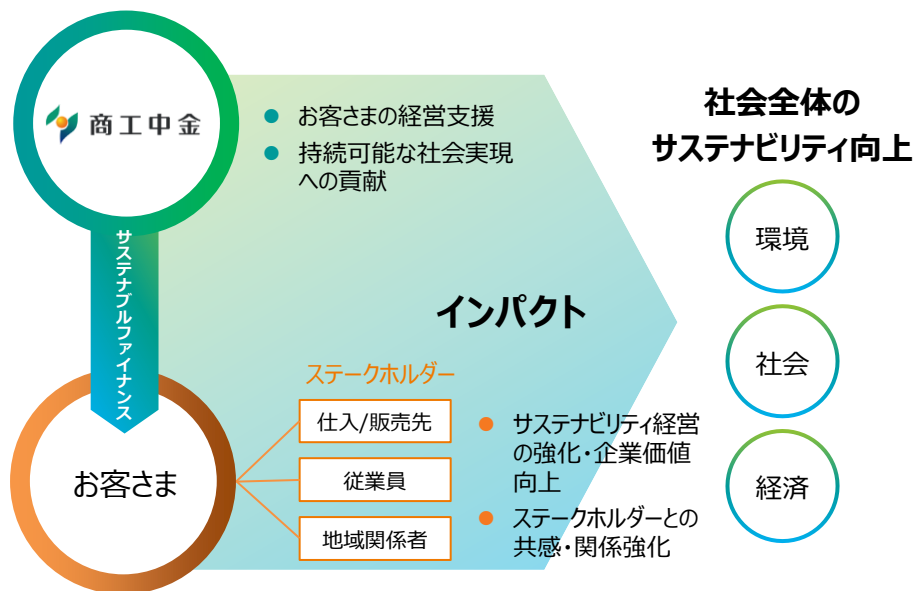 商工中金
● お客さまの経営支援
● 持続可能な社会実現
への貢献
サステナブルファイナンス
お客さま
ステークホルダー
仕入/販売先
従業員
地域関係者
インパクト
● サステナビリティ経営
の強化・企業価値
向上
● ステークホルダーとの
共感・関係強化
社会全体の
サステナビリティ向上
環境
社会
経済